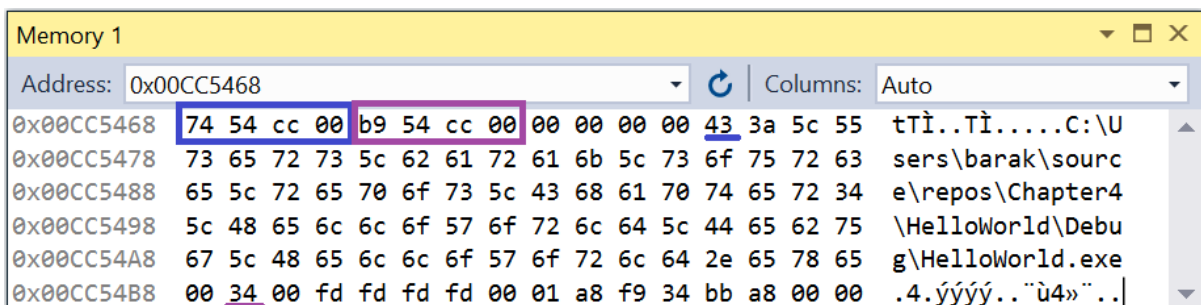 Memory 1
Address: 0x00CC5468 Columns: Auto
0x00CC5468 74 54 cc 00 b9 54 cc 00 00 00 00 00 43 3a 5c 55 tTÌ..TÌ.....C:\U
0x00CC5478 73 65 72 73 5c 62 61 72 61 6b 5c 73 6f 75 72 63 sers\barak\sourc
0x00CC5488 65 5c 72 65 70 6f 73 5c 43 68 61 70 74 65 72 34 e\repos\Chapter4
0x00CC5498 5c 48 65 6c 6c 6f 57 6f 72 6c 64 5c 44 65 62 75 \HelloWorld\Debu
0x00CC54A8 67 5c 48 65 6c 6c 6f 57 6f 72 6c 64 2e 65 78 65 g\HelloWorld.exe
0x00CC54B8 00 34 00 fd fd fd fd 00 01 a8 f9 34 bb a8 00 00 .4.ýýýý..¨ù4»¨..